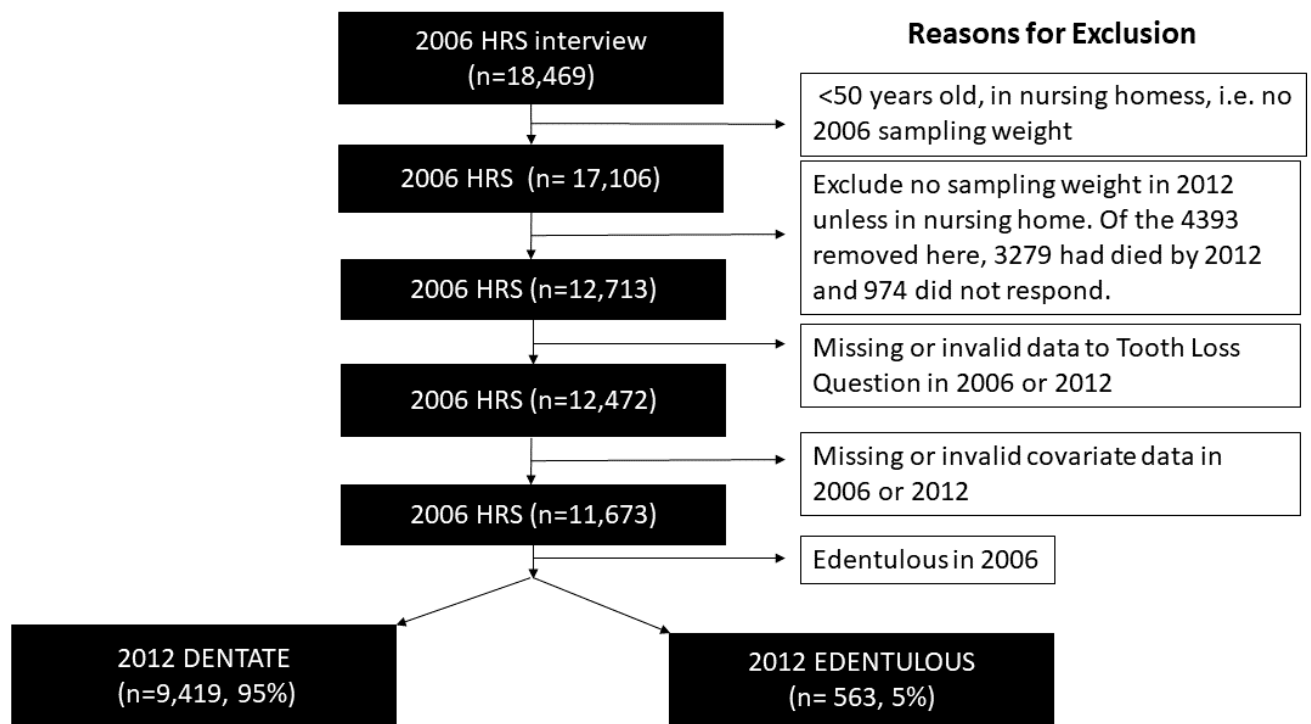 2006 HRS interview
(n=18,469)
Reasons for Exclusion
<50 years old, in nursing homess, i.e. no
2006 sampling weight
2006 HRS (n= 17,106)
Exclude no sampling weight in 2012
unless in nursing home. Of the 4393
removed here, 3279 had died by 2012
and 974 did not respond.
2006 HRS (n=12,713)
Missing or invalid data to Tooth Loss
Question in 2006 or 2012
2006 HRS (n=12,472)
Missing or invalid covariate data in
2006 or 2012
2006 HRS (n=11,673)
Edentulous in 2006
2012 DENTATE
(n=9,419, 95%)
2012 EDENTULOUS
(n= 563, 5%)